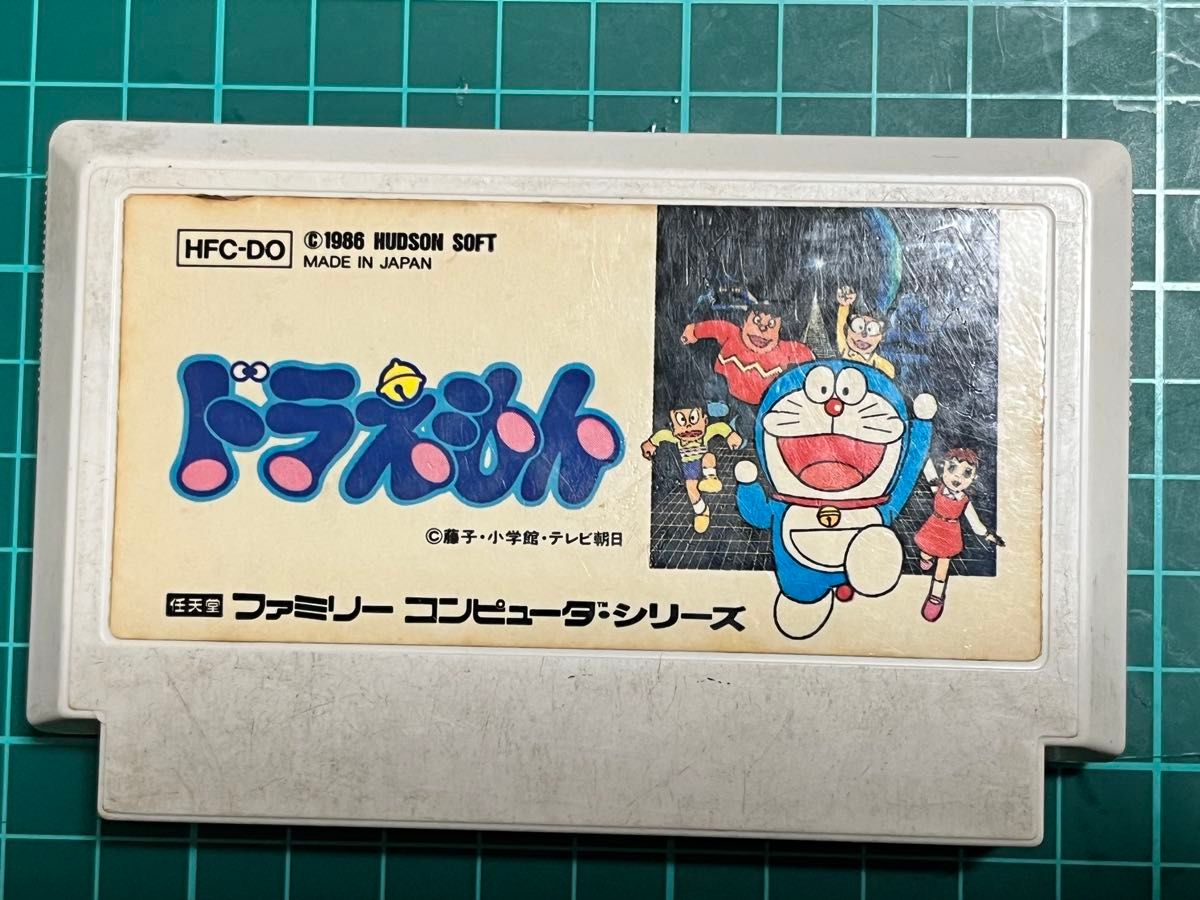 HFC-DO
©1986 HUDSON SOFT
MADE IN JAPAN
ドラえもん
©藤子・小学館・テレビ朝日
任天堂 ファミリー コンピュータ・シリーズ